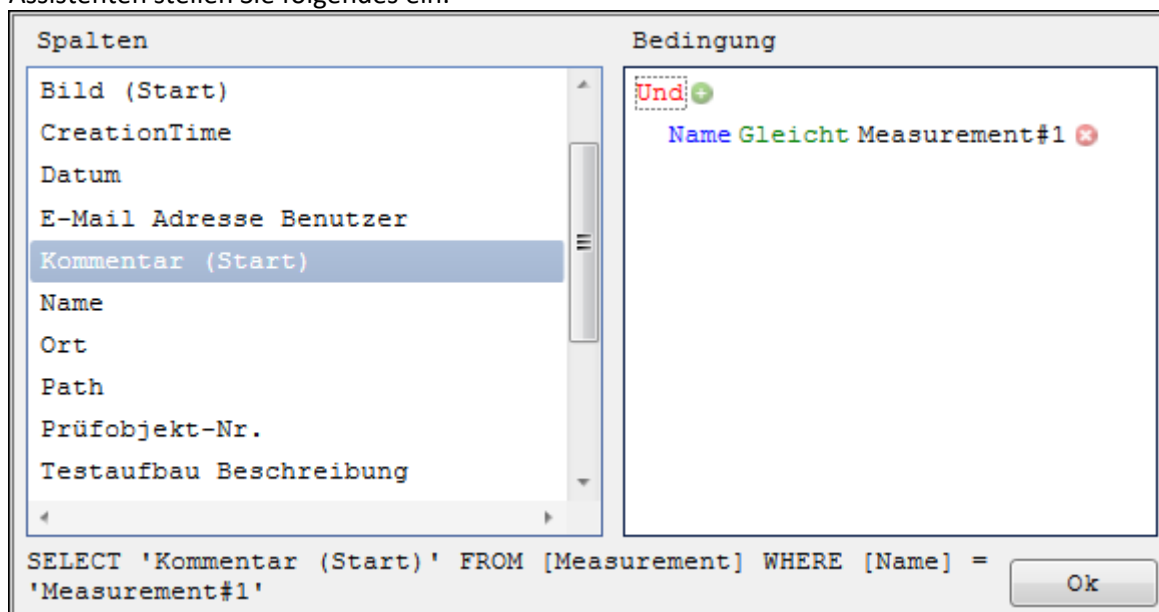 Assistenten stellen Sie folgendes ein:
Spalten
Bild (Start)
CreationTime
Datum
E-Mail Adresse Benutzer
Kommentar (Start)
Name
Ort
Path
Prüfobjekt-Nr.
Testaufbau Beschreibung
Bedingung
Und
Name Gleicht Measurement#1
SELECT 'Kommentar (Start)' FROM [Measurement] WHERE [Name] =
'Measurement#1'
Ok